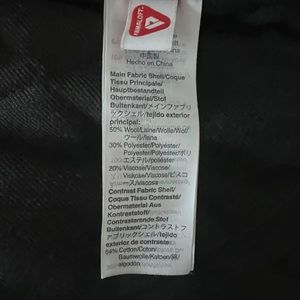 PRIMALOFT.
中国製
Hecho en China
Main Fabric Shell/Coque
Tissu Principale/
Hauptbestandteil
Obermaterial/Stof
Buitenkant/メインファブリ
ックシェル/tejido exterior
principal:
50% Wool/Laine/Wolle/Wol/
ウール/lana
30% Polyester/Polyester/
Polyester/Polyester/ポリ
エステル/poliéster
20% Viscose/Viscose/
Viskose/Viscose/ビスコ
ース/viscosa
Contrast Fabric Shell/
Coque Tissu Contrasté/
Obermaterial Aus
Kontraststoff/
Contrasterende Stof
Buitenkant/コントラストフ
ァブリックシェル/tejido
exterior de contraste:
64% Cotton/Coton/
Baumwolle/Katoen/綿/
algodón